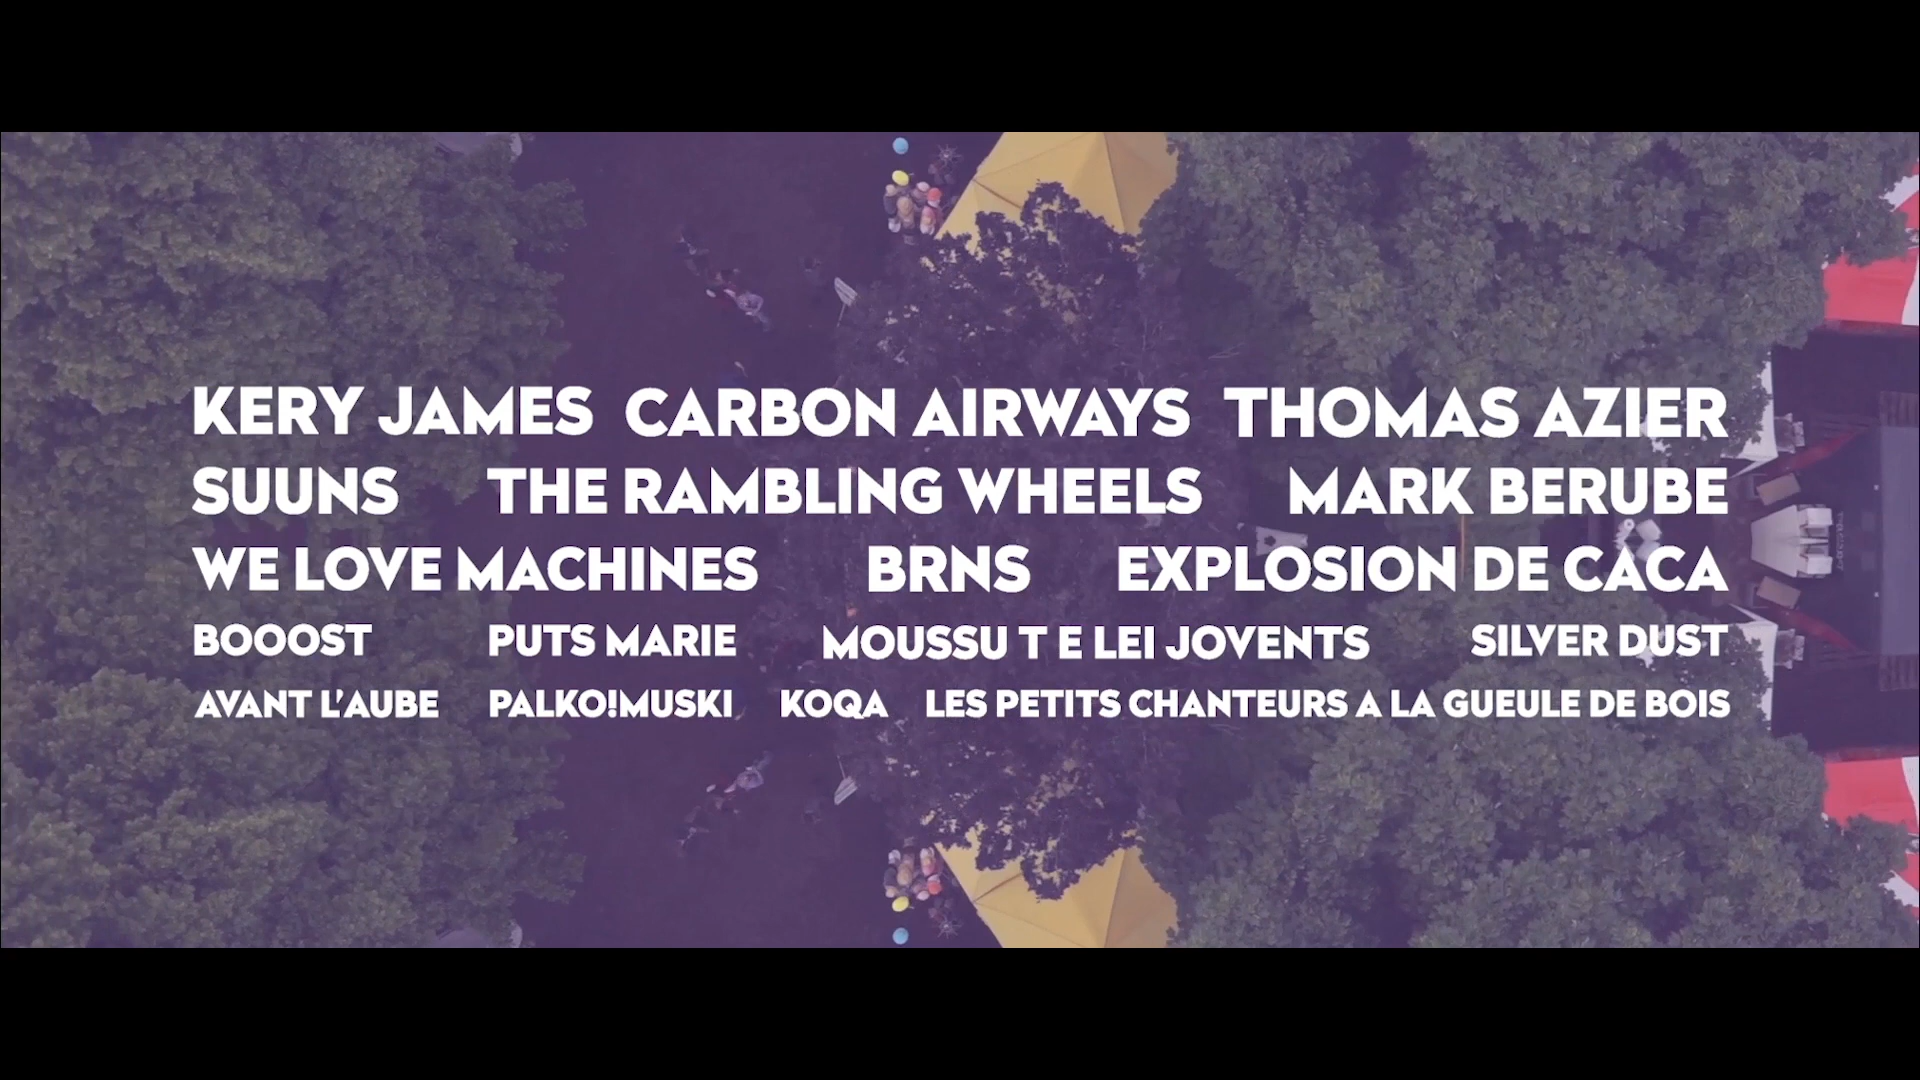 KERY JAMES CARBON AIRWAYS THOMAS AZIER
SUUNS THE RAMBLING WHEELS MARK BERUBE
WE LOVE MACHINES BRNS EXPLOSION DE CACA
BOOOST PUTS MARIE MOUSSU T E LEI JOVENTS SILVER DUST
AVANT L'AUBE PALKO!MUSKI KOQA LES PETITS CHANTEURS A LA GUEULE DE BOIS